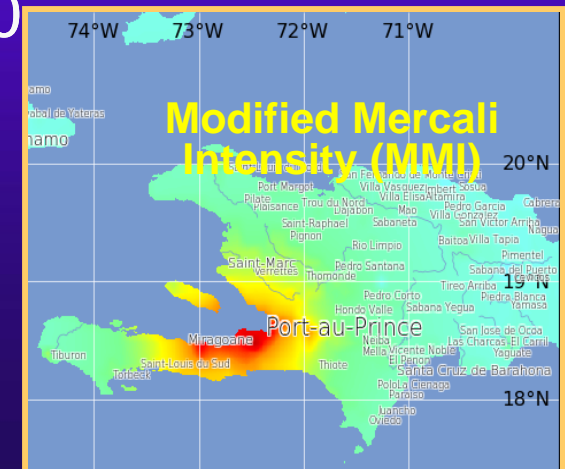 74°W 73°W 72°W 71°W
Modified Mercali
Intensity (MMI)
namo
20°N
Port Margot
Villa Vasquez
Imbert
Sosua
Pilate
Plaisance
Trou du Nord
Villa Elisa
Altamira
Dajabon
Mao
Pedro Garcia
Cabrera
Villa Gonzalez
Saint-Raphael
Sabaneta
San Victor Arriba
Nagua
Pignon
Rio Limpio
Baitoa
Villa Tapia
Pimentel
Saint-Marc
Verrettes
Thomonde
Pedro Santana
Sabana del Puerto
19°N
Tireo Arriba
Pedro Corto
Piedra Blanca
Hondo Valle
Sabana Yegua
Yamasa
Port-au-Prince
San Jose de Ocoa
Miragoane
Neiba
Las Charcas
El Carril
Mella
Vicente Noble
Yaguate
Tiburon
El Penon
Saint-Louis du Sud
Thiote
Santa Cruz de Barahona
Torbeck
Polo
La Cienaga
Paraiso
18°N
Juancho
Oviedo